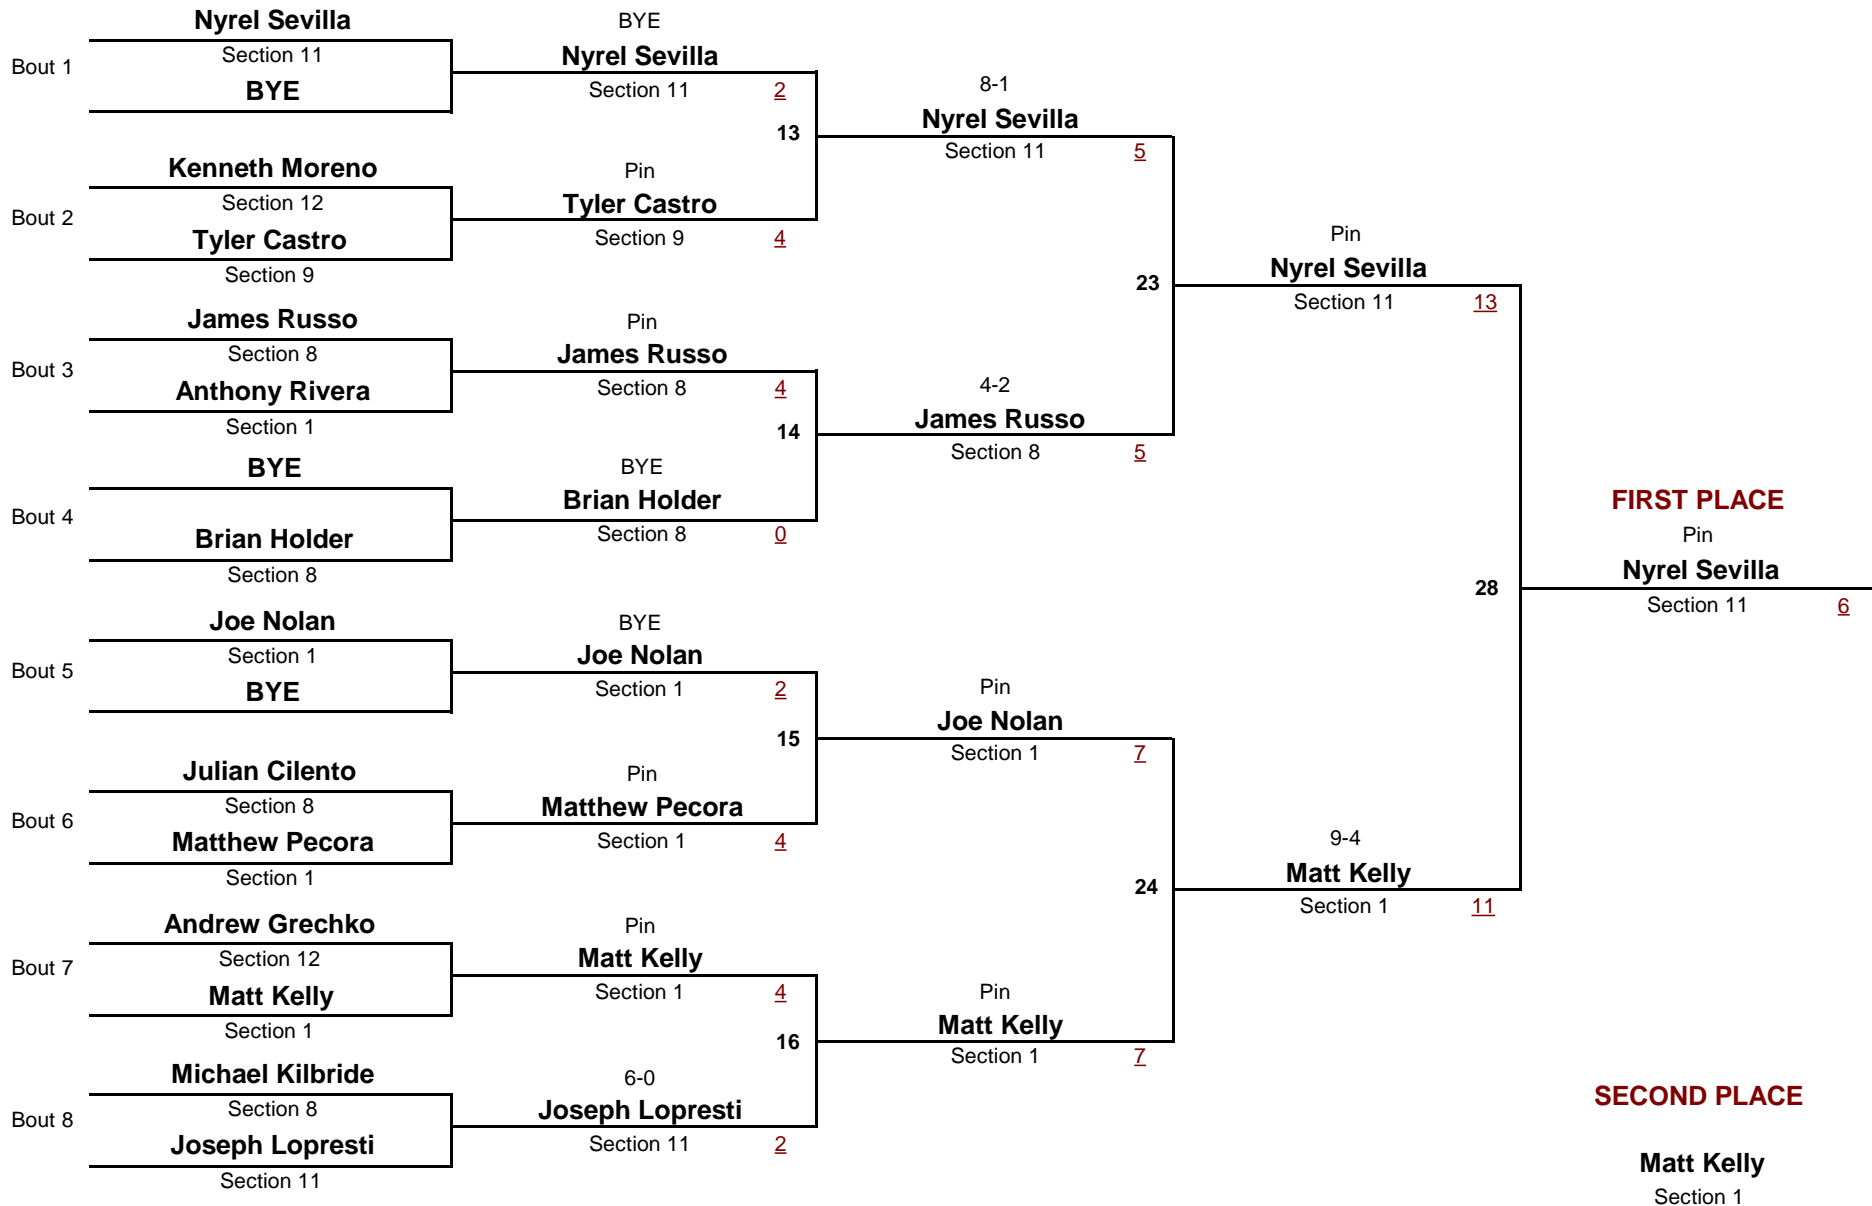 Nyrel Sevilla
Bout 1
Section 11
BYE
Kenneth Moreno
Bout 2
Section 12
Tyler Castro
Section 9
James Russo
Bout 3
Section 8
Anthony Rivera
Section 1
BYE
Bout 4
Brian Holder
Section 8
Joe Nolan
Bout 5
Section 1
BYE
Julian Cilento
Bout 6
Section 8
Matthew Pecora
Section 1
Andrew Grechko
Bout 7
Section 12
Matt Kelly
Section 1
Michael Kilbride
Bout 8
Section 8
Joseph Lopresti
Section 11
BYE
Nyrel Sevilla
Section 11 2
13
Pin
Tyler Castro
Section 9 4
Pin
James Russo
Section 8 4
14
BYE
Brian Holder
Section 8 0
BYE
Joe Nolan
Section 1 2
15
Pin
Matthew Pecora
Section 1 4
Pin
Matt Kelly
Section 1 4
16
6-0
Joseph Lopresti
Section 11 2
8-1
Nyrel Sevilla
Section 11 5
23
4-2
James Russo
Section 8 5
Pin
Joe Nolan
Section 1 7
24
Pin
Matt Kelly
Section 1 7
Pin
Nyrel Sevilla
Section 11 13
28
9-4
Matt Kelly
Section 1 11
FIRST PLACE
Pin
Nyrel Sevilla
Section 11 6
SECOND PLACE
Matt Kelly
Section 1